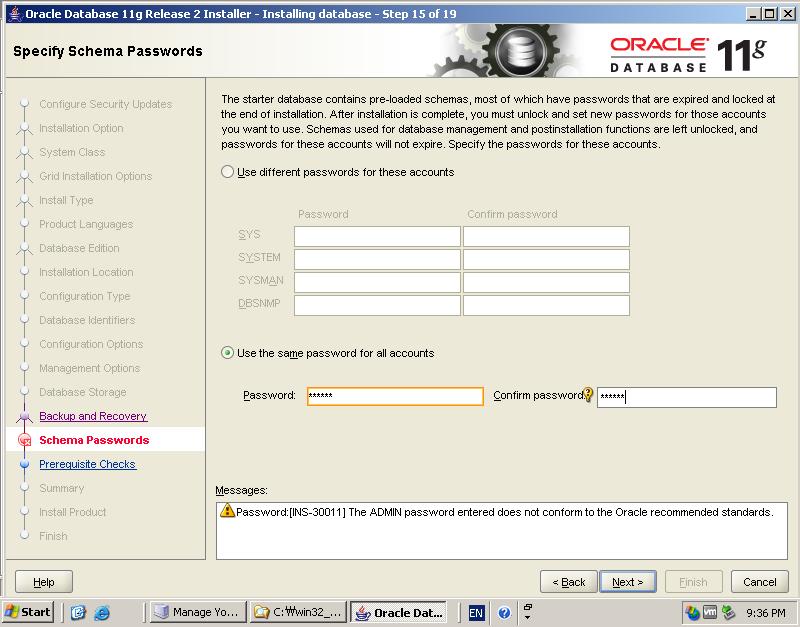 Oracle Database 11g Release 2 Installer - Installing database - Step 15 of 19
Specify Schema Passwords
ORACLE
DATABASE
11g
Configure Security Updates
Installation Option
System Class
Grid Installation Options
Install Type
Product Languages
Database Edition
Installation Location
Configuration Type
Database Identifiers
Configuration Options
Management Options
Database Storage
Backup and Recovery
Schema Passwords
Prerequisite Checks
Summary
Install Product
Finish
The starter database contains pre-loaded schemas, most of which have passwords that are expired and locked at
the end of installation. After installation is complete, you must unlock and set new passwords for those accounts
you want to use. Schemas used for database management and postinstallation functions are left unlocked, and
passwords for these accounts will not expire. Specify the passwords for these accounts.
Use different passwords for these accounts
Password Confirm password
SYS
SYSTEM
SYSMAN
DBSNMP
Use the same password for all accounts
Password: ****** Confirm password: ******
Messages:
Password:[INS-30011] The ADMIN password entered does not conform to the Oracle recommended standards.
Help < Back Next > Finish Cancel
Start Manage Yo... C:₩win32_... Oracle Dat... EN 9:36 PM